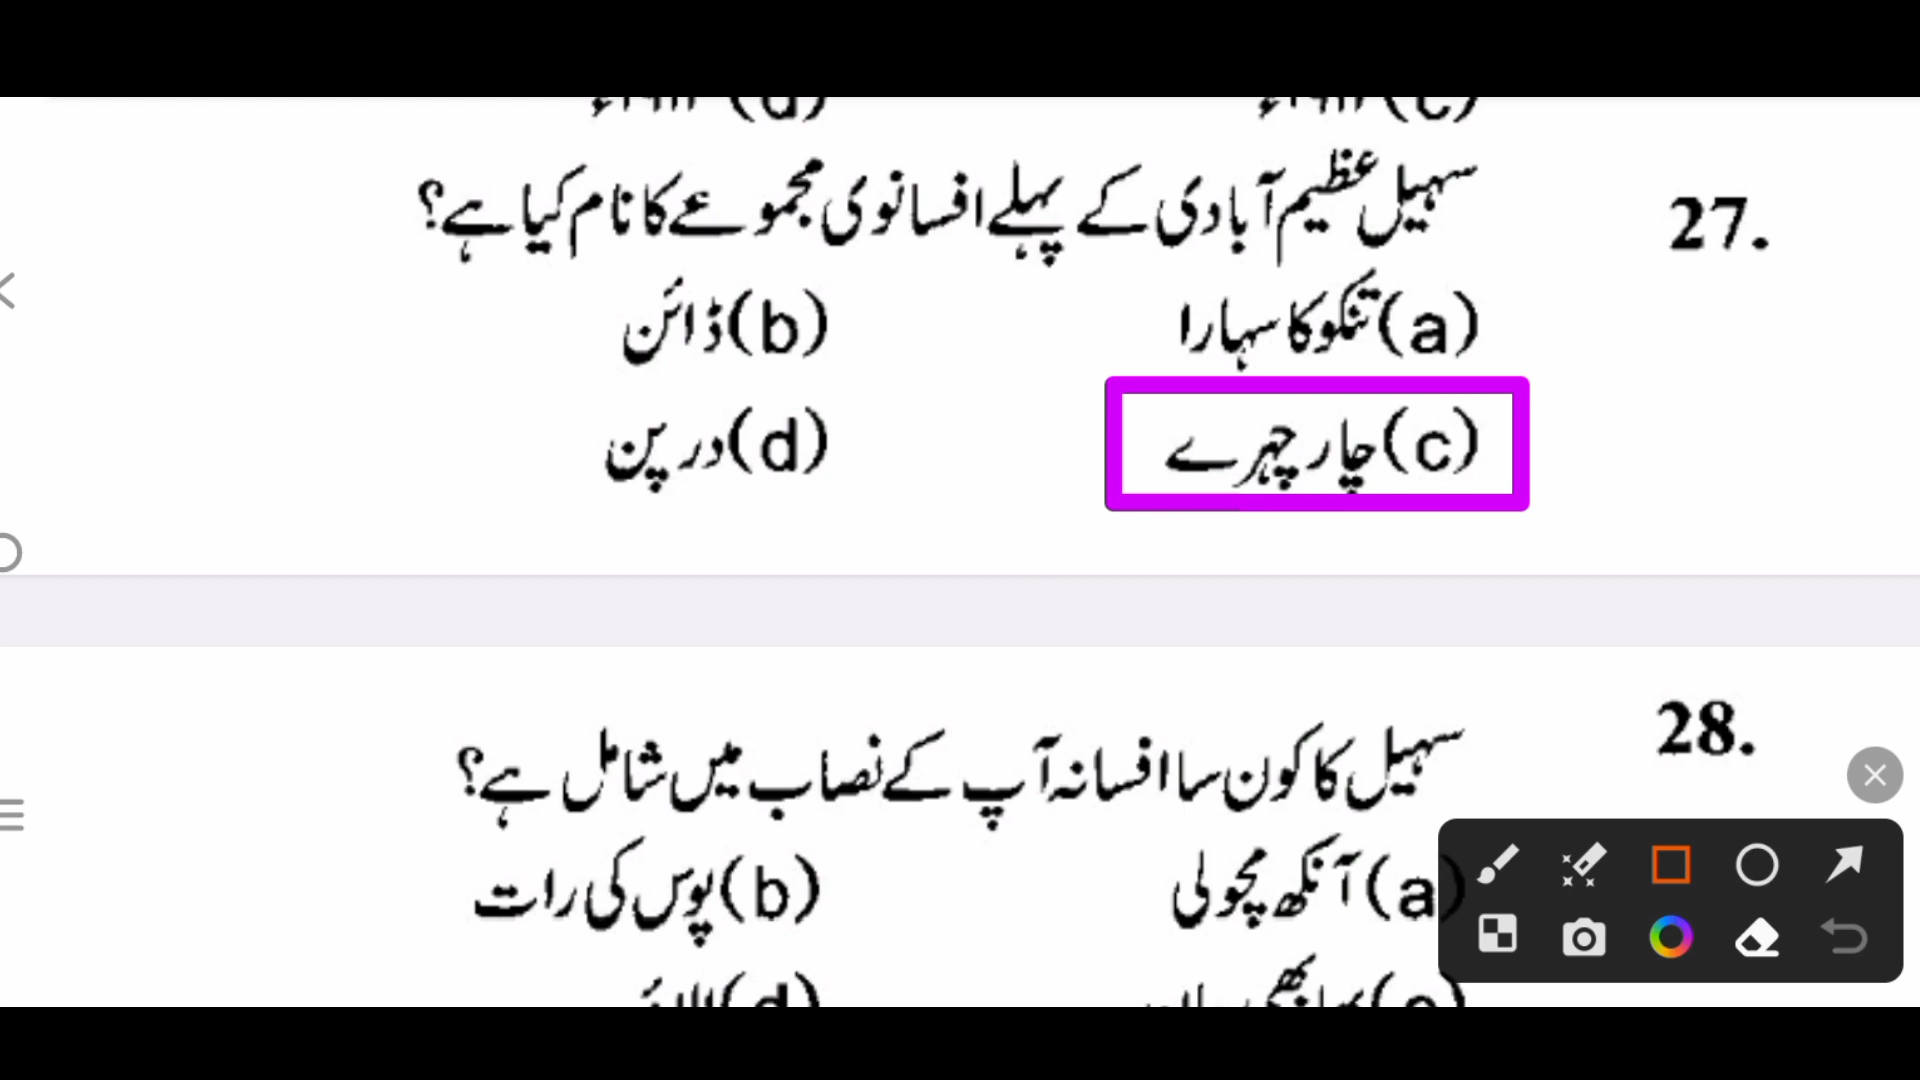 27. سہیل عظیم آبادی کے پہلے افسانوی مجموعے کا نام کیا ہے؟
(a) تنکو کا سہارا (b) ڈائن
(c) چار چہرے (d) درپن
28. سہیل کا کون سا افسانہ آپ کے نصاب میں شامل ہے؟
(a) آنکھ مچولی (b) پوس کی رات